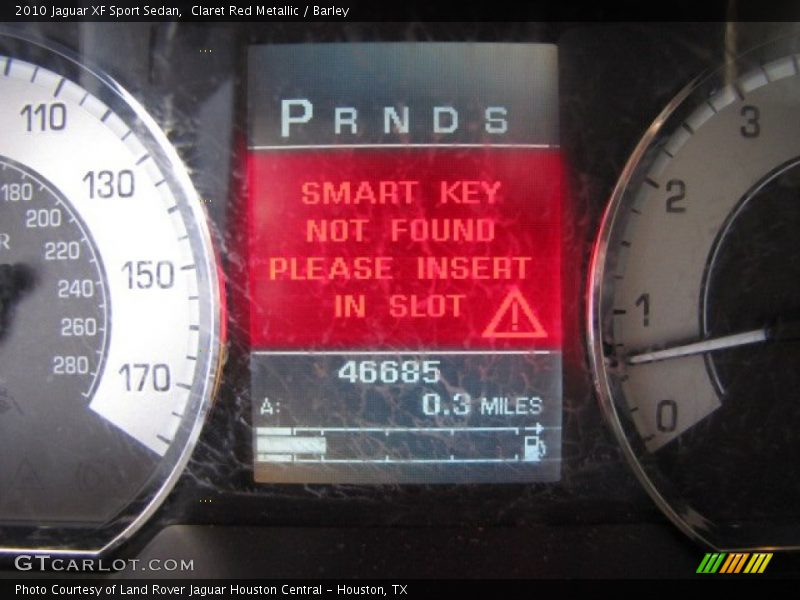 2010 Jaguar XF Sport Sedan, Claret Red Metallic / Barley
110
130
150
170
180
200
220
240
260
280
R
P R N D S
SMART KEY
NOT FOUND
PLEASE INSERT
IN SLOT
46685
A: 0.3 MILES
3
2
1
0
GTCARLOT.COM
Photo Courtesy of Land Rover Jaguar Houston Central - Houston, TX